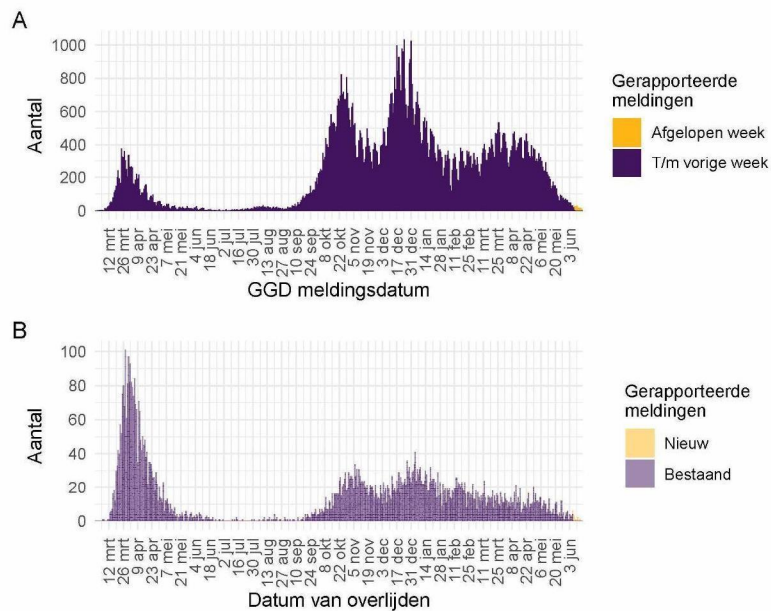 A
1000
800
600
400
200
0
Aantal
12 mrt
26 mrt
9 apr
23 apr
7 mei
21 mei
4 jun
18 jun
2 jul
16 jul
30 jul
13 aug
27 aug
10 sep
24 sep
8 okt
22 okt
5 nov
19 nov
3 dec
17 dec
31 dec
14 jan
28 jan
11 feb
25 feb
11 mrt
25 mrt
8 apr
22 apr
6 mei
20 mei
3 jun
GGD meldingsdatum
Gerapporteerde
meldingen
Afgelopen week
T/m vorige week
B
100
80
60
40
20
0
Aantal
12 mrt
26 mrt
9 apr
23 apr
7 mei
21 mei
4 jun
18 jun
2 jul
16 jul
30 jul
13 aug
27 aug
10 sep
24 sep
8 okt
22 okt
5 nov
19 nov
3 dec
17 dec
31 dec
14 jan
28 jan
11 feb
25 feb
11 mrt
25 mrt
8 apr
22 apr
6 mei
20 mei
3 jun
Datum van overlijden
Gerapporteerde
meldingen
Nieuw
Bestaand